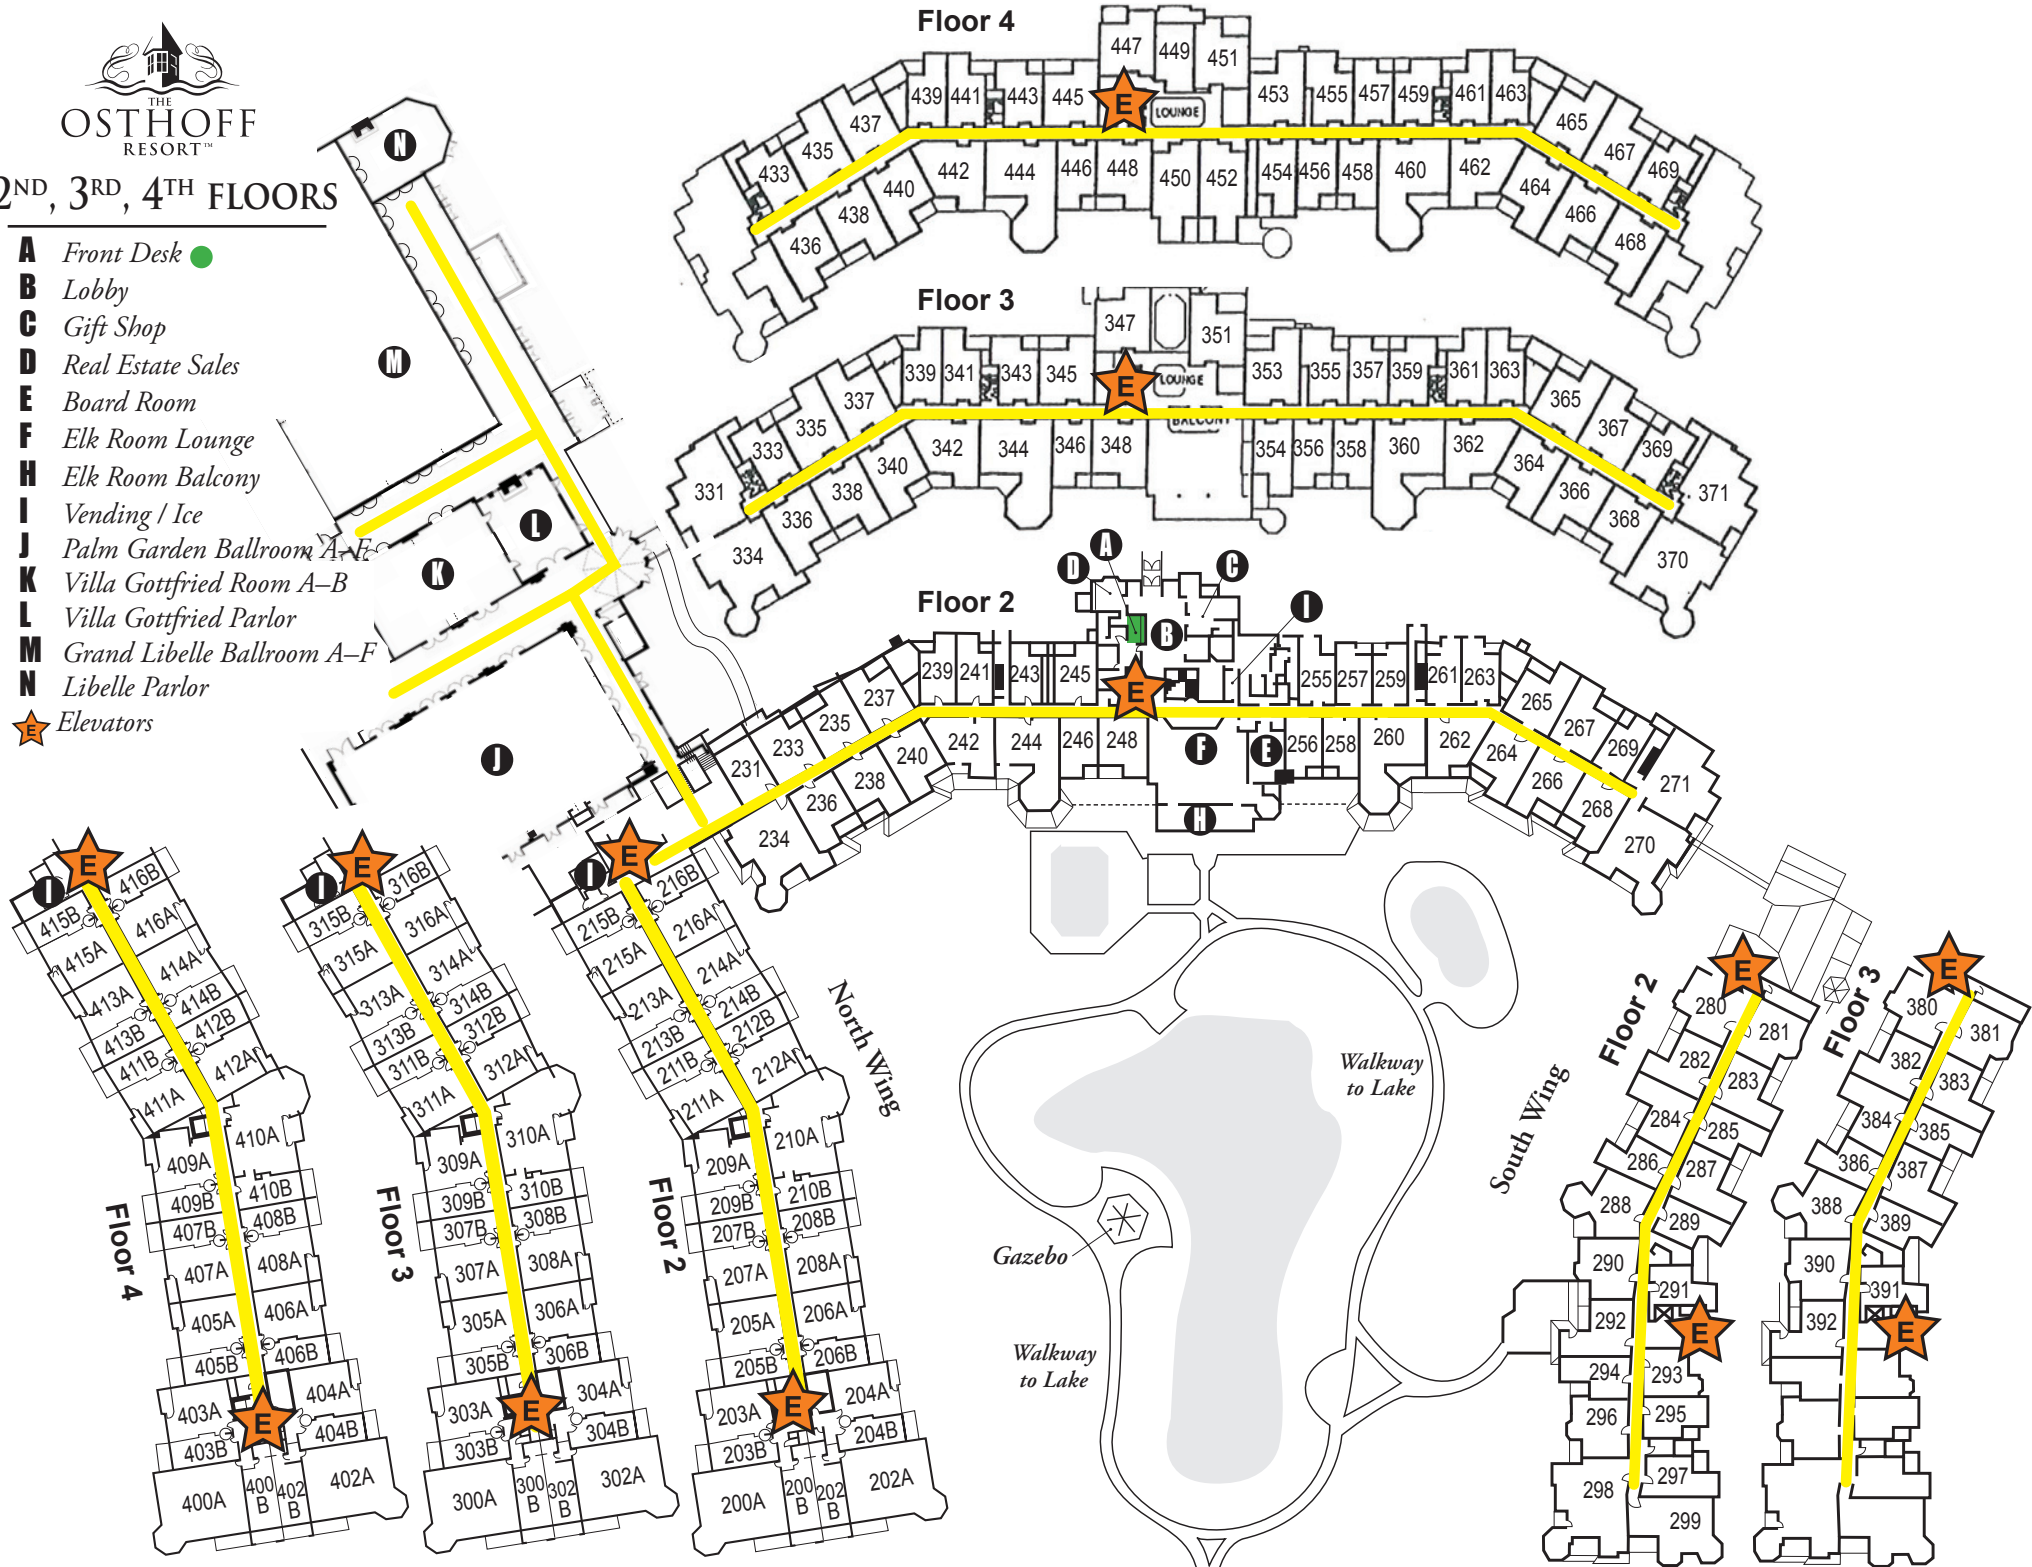 THE
OSTHOFF
RESORT™
2ND, 3RD, 4TH FLOORS
A Front Desk
B Lobby
C Gift Shop
D Real Estate Sales
E Board Room
F Elk Room Lounge
H Elk Room Balcony
I Vending / Ice
J Palm Garden Ballroom A–F
K Villa Gottfried Room A–B
L Villa Gottfried Parlor
M Grand Libelle Ballroom A–F
N Libelle Parlor
E Elevators
N
M
L
K
J
Floor 4
447 449 451
439 441 443 445 E LOUNGE 453 455 457 459 461 463
433 435 437 465 467 469
436 438 440 442 444 446 448 450 452 454 456 458 460 462 464 466 468
Floor 3
347 351
339 341 343 345 E LOUNGE 353 355 357 359 361 363
BALCONY
331 333 335 337 365 367 369 371
334 336 338 340 342 344 346 348 354 356 358 360 362 364 366 368 370
Floor 2
D A C I
B
239 241 243 245 E 255 257 259 261 263
231 233 235 237 265 267 269 271
234 236 238 240 242 244 246 248 F E 256 258 260 262 264 266 268 270
H
E
I
416B
415B 416A
415A 414A
413A 414B
413B 412B
411B 412A
411A 410A
409A 410B
409B 408B
407B 408A
407A 406A
405A 406B
405B 404A
403A E 404B
403B
400A 400B 402B 402A
Floor 4
E
I
316B
315B 316A
315A 314A
313A 314B
313B 312B
311B 312A
311A 310A
309A 310B
309B 308B
307B 308A
307A 306A
305A 306B
305B 304A
303A E 304B
303B
300A 300B 302B 302A
Floor 3
E
I
216B
215B 216A
215A 214A
213A 214B
213B 212B
211B 212A
211A 210A
209A 210B
209B 208B
207B 208A
207A 206A
205A 206B
205B 204A
203A E 204B
203B
200A 200B 202B 202A
Floor 2
North Wing
Walkway
to Lake
Gazebo
Walkway
to Lake
South Wing
Floor 2
E
280 281
282 283
284 285
286 287
288 289
290 291
292 E
294 293
296 295
298 297
299
Floor 3
E
380 381
382 383
384 385
386 387
388 389
390 391
392 E